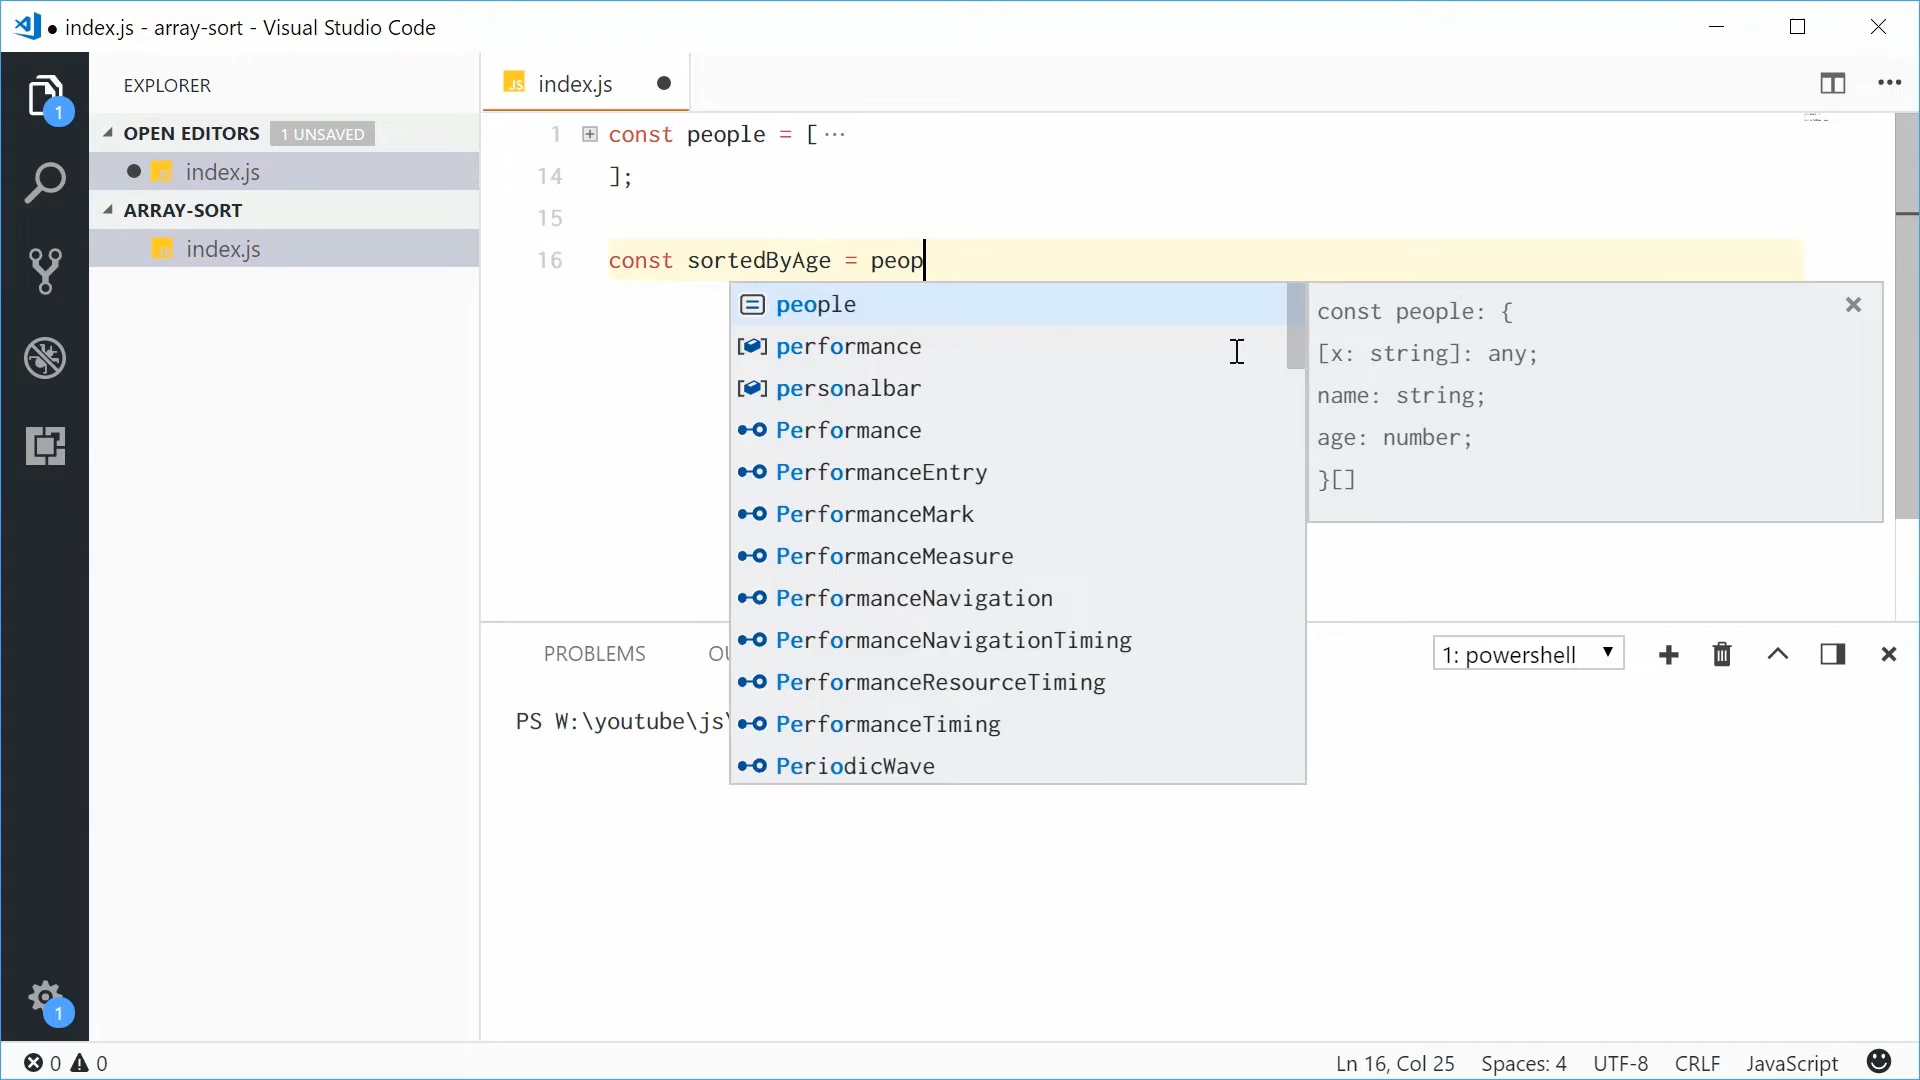 index.js - array-sort - Visual Studio Code
EXPLORER
OPEN EDITORS 1 UNSAVED
index.js
ARRAY-SORT
index.js
1
1
JS index.js
1 const people = [ ···
14 ];
15
16 const sortedByAge = peop
people
performance
personalbar
Performance
PerformanceEntry
PerformanceMark
PerformanceMeasure
PerformanceNavigation
PerformanceNavigationTiming
PerformanceResourceTiming
PerformanceTiming
PeriodicWave
const people: {
[x: string]: any;
name: string;
age: number;
}[]
PROBLEMS OU 1: powershell
PS W:\youtube\js\
0 0 Ln 16, Col 25 Spaces: 4 UTF-8 CRLF JavaScript